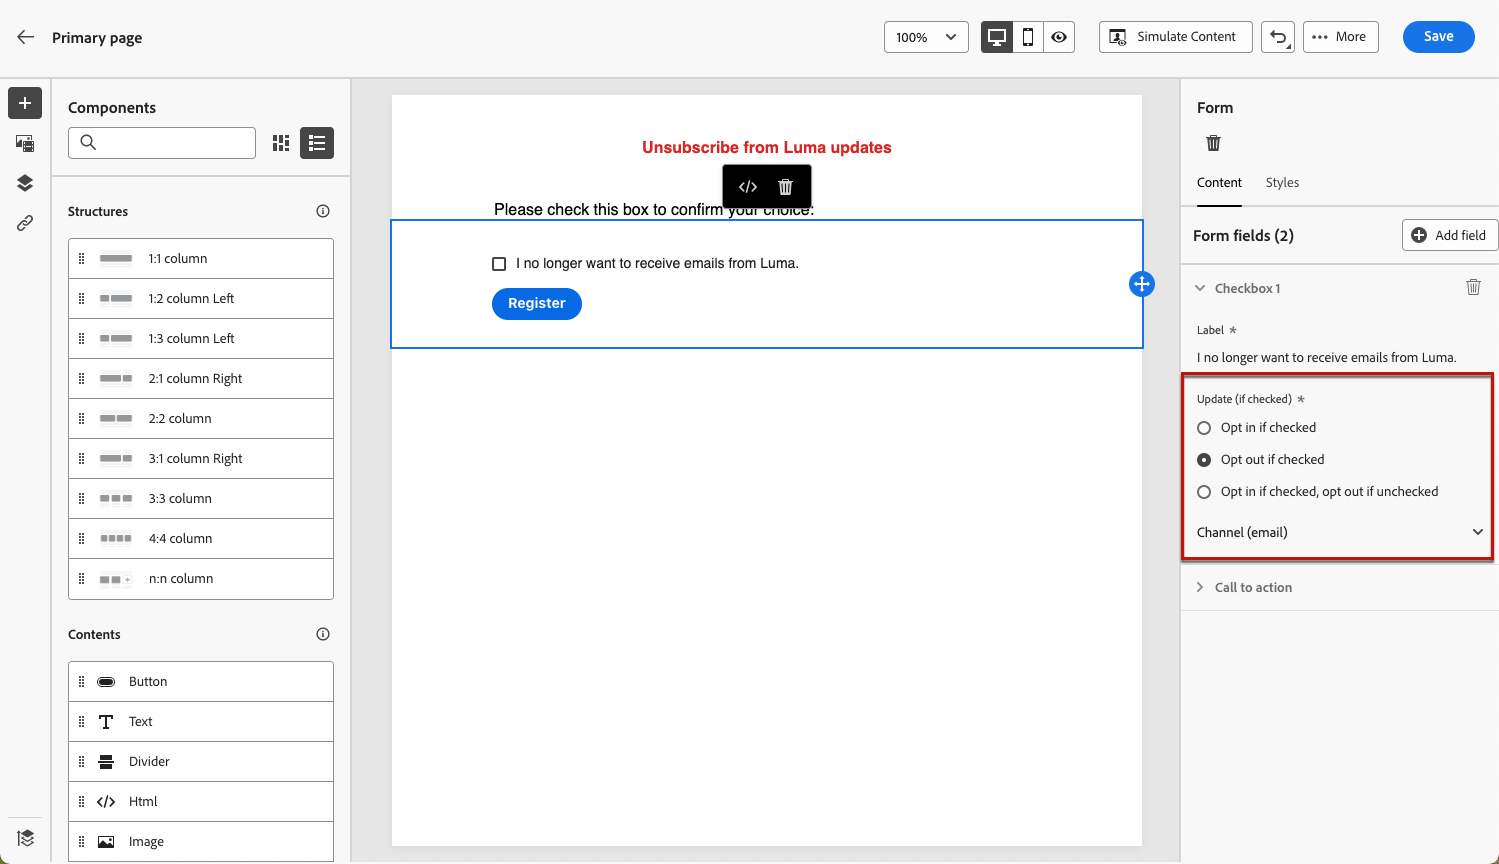 Primary page
100%
Simulate Content
More
Save
Components
Structures
1:1 column
1:2 column Left
1:3 column Left
2:1 column Right
2:2 column
3:1 column Right
3:3 column
4:4 column
n:n column
Contents
Button
Text
Divider
Html
Image
Unsubscribe from Luma updates
Please check this box to confirm your choice:
I no longer want to receive emails from Luma.
Register
Form
Content Styles
Form fields (2)
Add field
Checkbox 1
Label *
I no longer want to receive emails from Luma.
Update (if checked) *
Opt in if checked
Opt out if checked
Opt in if checked, opt out if unchecked
Channel (email)
Call to action